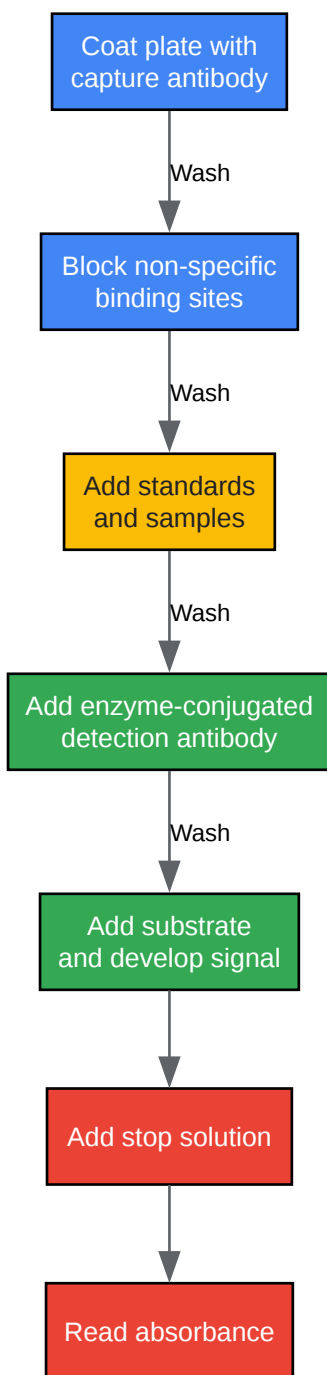 Coat plate with
capture antibody
Wash
Block non-specific
binding sites
Wash
Add standards
and samples
Wash
Add enzyme-conjugated
detection antibody
Wash
Add substrate
and develop signal
Add stop solution
Read absorbance